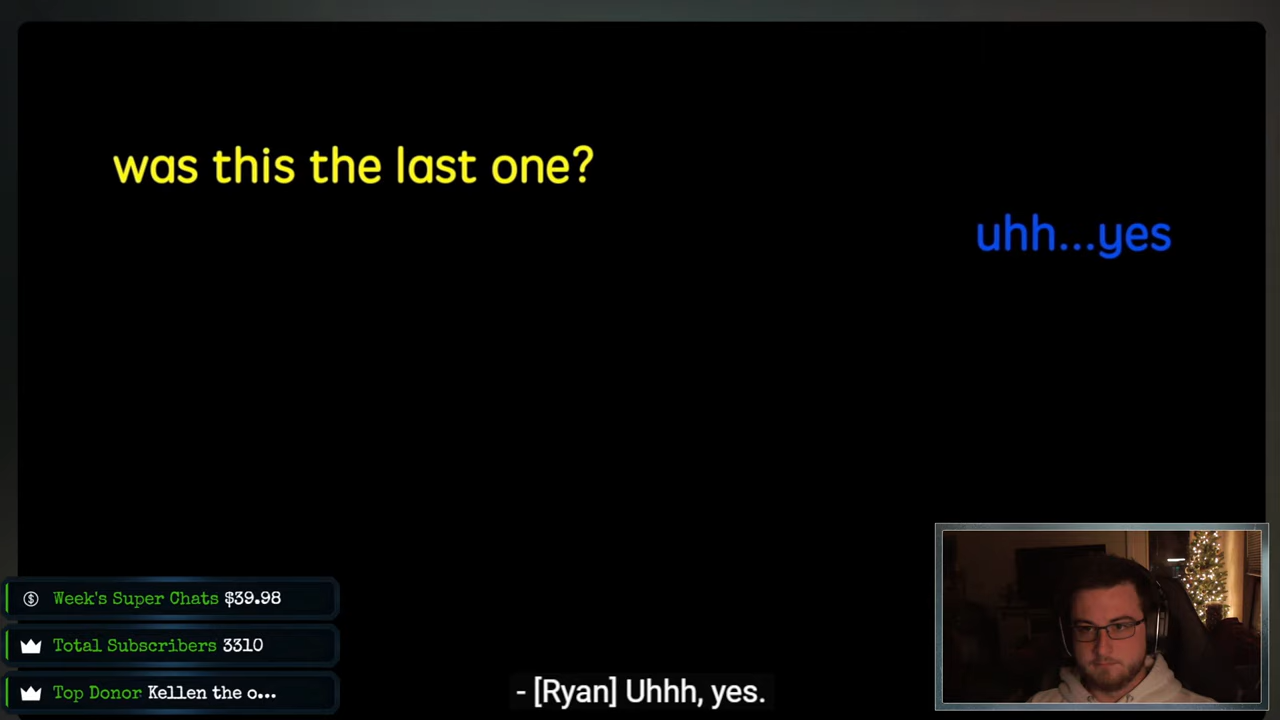 was this the last one?
uhh...yes
Week's Super Chats $39.98
Total Subscribers 3310
Top Donor Kellen the o...
- [Ryan] Uhhh, yes.